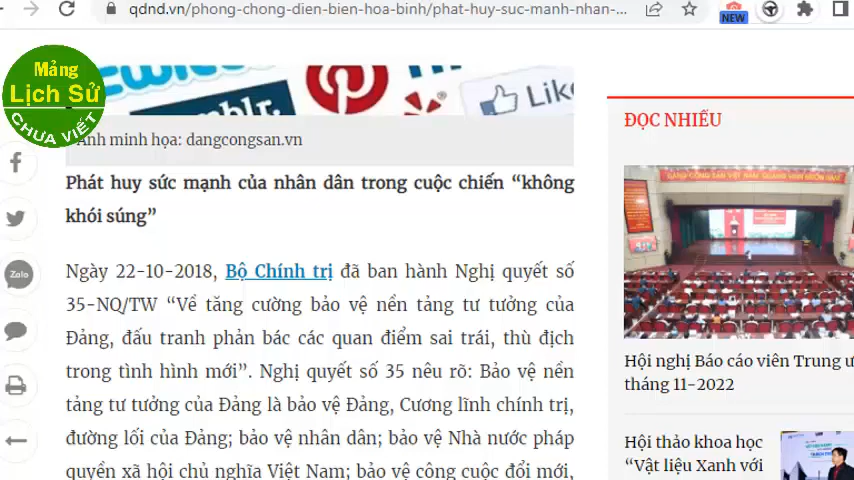 qdnd.vn/phong-chong-dien-bien-hoa-binh/phat-huy-suc-manh-nhan-...
NEW
Mảng
Lịch Sử
CHƯA VIẾT
Like
Ảnh minh họa: dangcongsan.vn
Phát huy sức mạnh của nhân dân trong cuộc chiến “không
khói súng”
Ngày 22-10-2018, Bộ Chính trị đã ban hành Nghị quyết số
35-NQ/TW “Về tăng cường bảo vệ nền tảng tư tưởng của
Đảng, đấu tranh phản bác các quan điểm sai trái, thù địch
trong tình hình mới”. Nghị quyết số 35 nêu rõ: Bảo vệ nền
tảng tư tưởng của Đảng là bảo vệ Đảng, Cương lĩnh chính trị,
đường lối của Đảng; bảo vệ nhân dân; bảo vệ Nhà nước pháp
quyền xã hội chủ nghĩa Việt Nam; bảo vệ công cuộc đổi mới,
Zalo
ĐỌC NHIỀU
Hội nghị Báo cáo viên Trung ư
tháng 11-2022
Hội thảo khoa học
“Vật liệu Xanh với